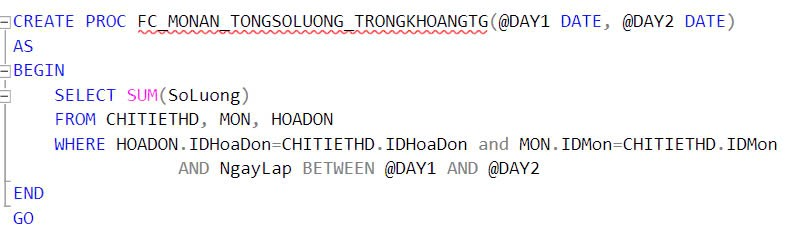 CREATE PROC FC_MONAN_TONGSOLUONG_TRONGKHOANGTG(@DAY1 DATE, @DAY2 DATE)
AS
BEGIN
    SELECT SUM(SoLuong)
    FROM CHITIETHD, MON, HOADON
    WHERE HOADON.IDHoaDon=CHITIETHD.IDHoaDon and MON.IDMon=CHITIETHD.IDMon
                AND NgayLap BETWEEN @DAY1 AND @DAY2
END
GO